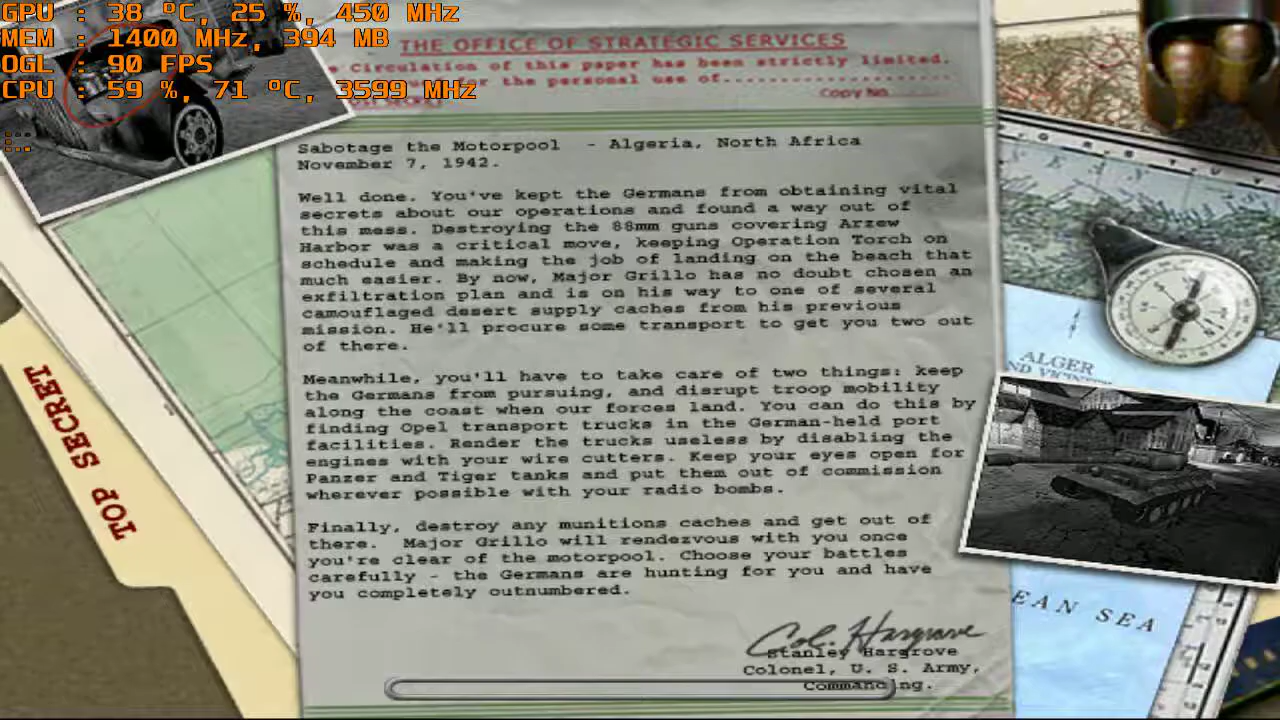 GPU : 38 ºC, 25 %, 450 MHz
MEM : 1400 MHz, 394 MB
OGL : 90 FPS
CPU : 59 %, 71 ºC, 3599 MHz
THE OFFICE OF STRATEGIC SERVICES
Circulation of this paper has been strictly limited.
for the personal use of
Copy No
Sabotage the Motorpool - Algeria, North Africa
November 7, 1942.
Well done. You've kept the Germans from obtaining vital
secrets about our operations and found a way out of
this mess. Destroying the 88mm guns covering Arzew
Harbor was a critical move, keeping Operation Torch on
schedule and making the job of landing on the beach that
much easier. By now, Major Grillo has no doubt chosen an
exfiltration plan and is on his way to one of several
camouflaged desert supply caches from his previous
mission. He'll procure some transport to get you two out
of there.
Meanwhile, you'll have to take care of two things: keep
the Germans from pursuing, and disrupt troop mobility
along the coast when our forces land. You can do this by
finding Opel transport trucks in the German-held port
facilities. Render the trucks useless by disabling the
engines with your wire cutters. Keep your eyes open for
Panzer and Tiger tanks and put them out of commission
wherever possible with your radio bombs.
Finally, destroy any munitions caches and get out of
there. Major Grillo will rendezvous with you once
you're clear of the motorpool. Choose your battles
carefully - the Germans are hunting for you and have
you completely outnumbered.
Col. Hargrove
Stanley Hargrove
Colonel, U. S. Army,
Commanding.
TOP SECRET
ALGER
EAN SEA